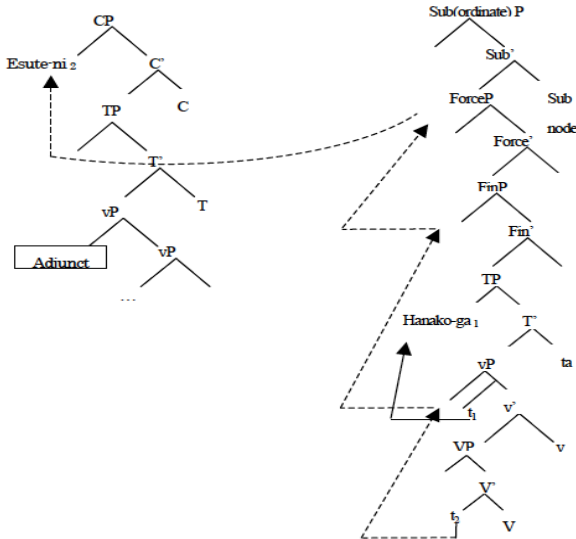 CP
Esute-ni 2
C'
TP
C
T'
vP
T
Adjunct
vP
...
Sub(ordinate) P
Sub'
ForceP
Sub
node
Force'
FinP
Fin'
TP
Hanako-ga 1
T'
vP
ta
t1
v'
VP
v
V'
t2
V